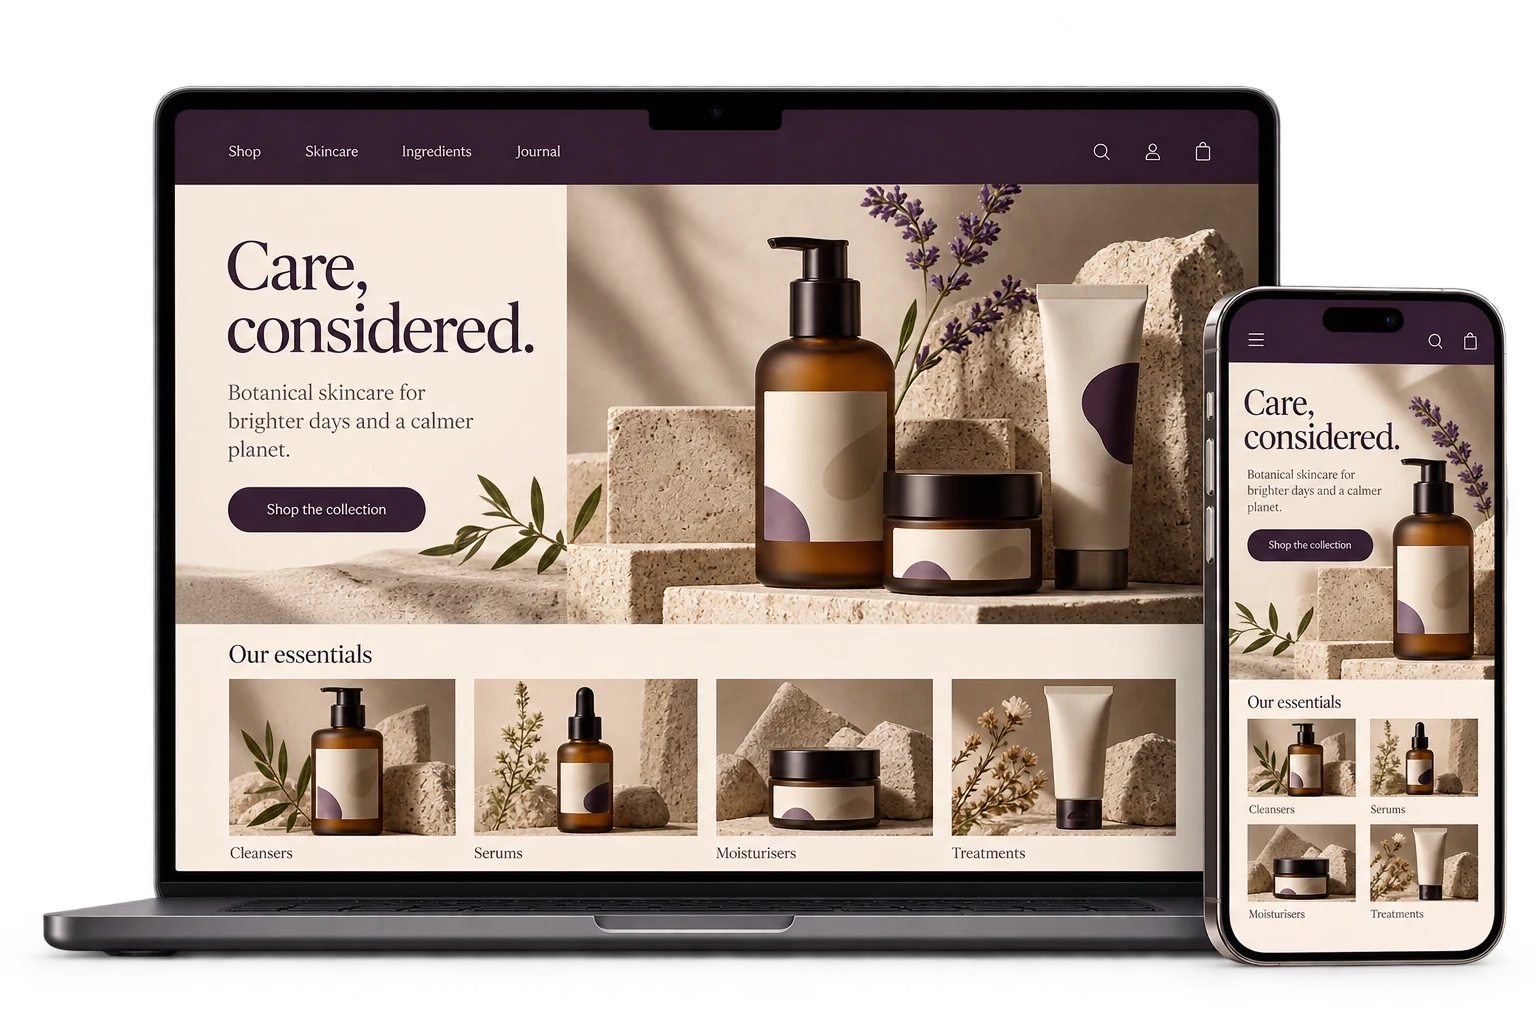 Shop
Skincare
Ingredients
Journal
Care,
considered.
Botanical skincare for
brighter days and a calmer
planet.
Shop the collection
Our essentials
Cleansers
Serums
Moisturisers
Treatments
Care,
considered.
Botanical skincare for
brighter days and a calmer
planet.
Shop the collection
Our essentials
Cleansers
Serums
Moisturisers
Treatments